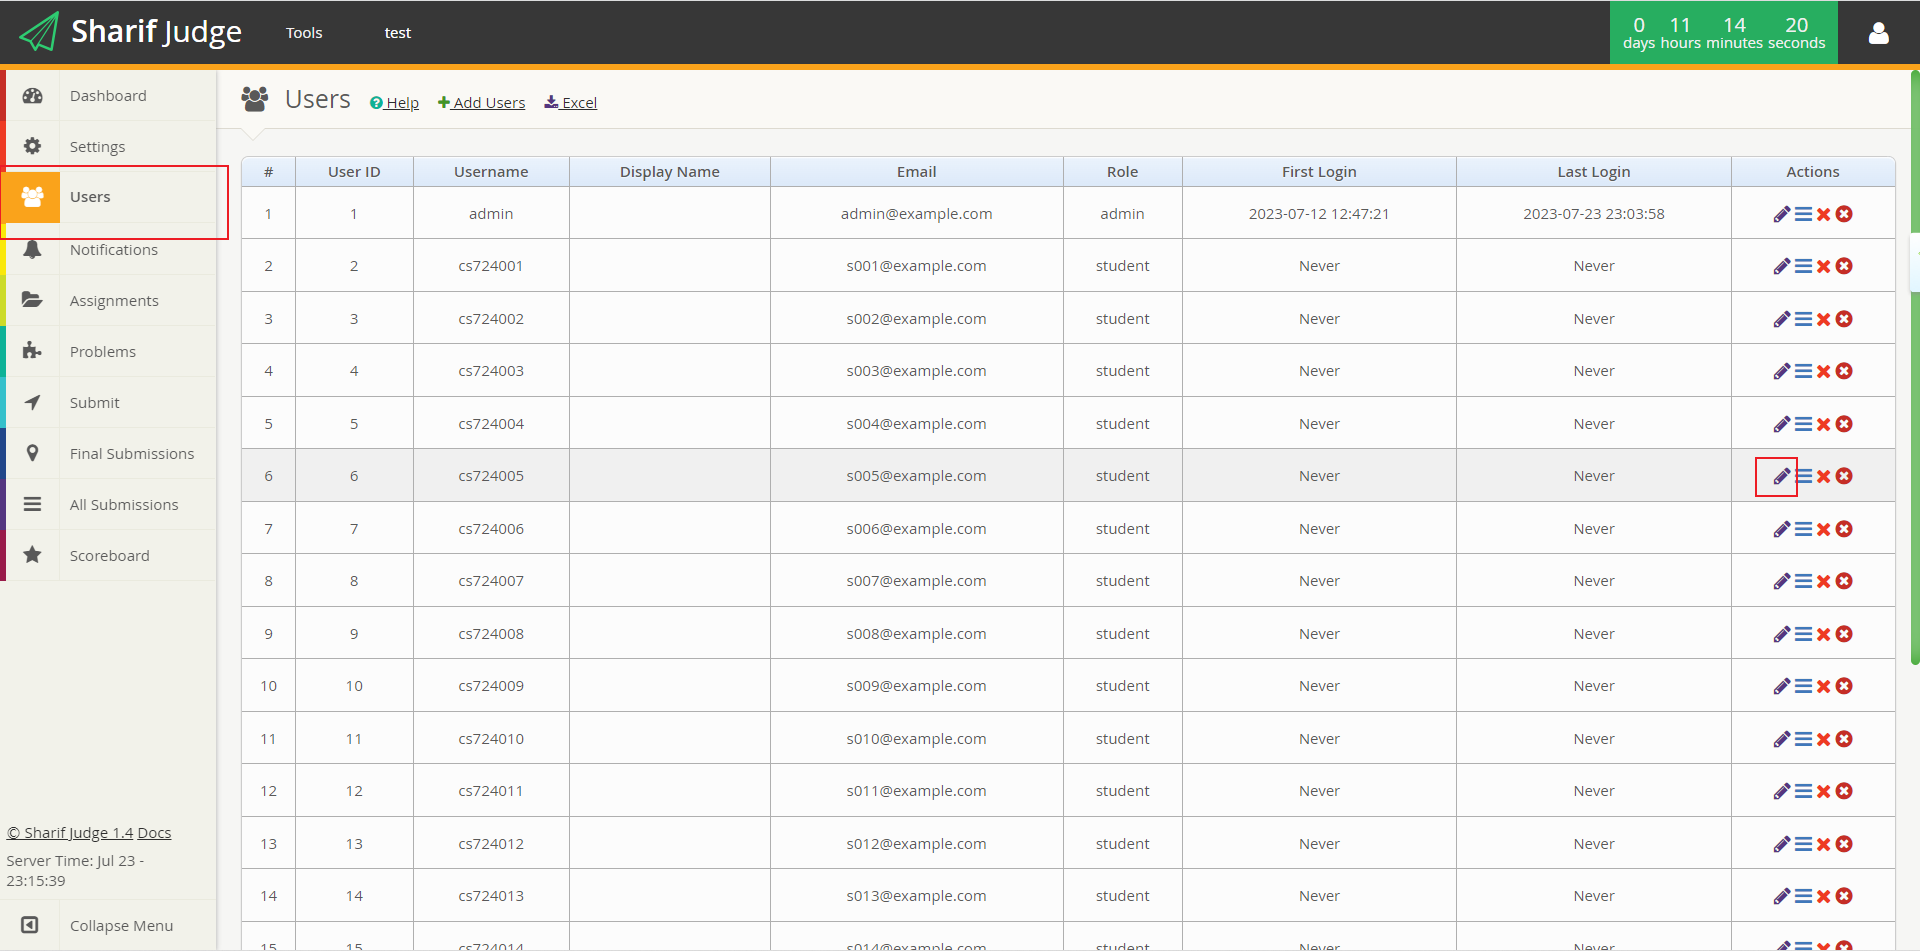 Sharif Judge Tools test 0 11 14 20
days hours minutes seconds
Dashboard
Settings
Users
Notifications
Assignments
Problems
Submit
Final Submissions
All Submissions
Scoreboard
© Sharif Judge 1.4 Docs
Server Time: Jul 23 -
23:15:39
Collapse Menu
Users Help Add Users Excel
# User ID Username Display Name Email Role First Login Last Login Actions
1 1 admin admin@example.com admin 2023-07-12 12:47:21 2023-07-23 23:03:58
2 2 cs724001 s001@example.com student Never Never
3 3 cs724002 s002@example.com student Never Never
4 4 cs724003 s003@example.com student Never Never
5 5 cs724004 s004@example.com student Never Never
6 6 cs724005 s005@example.com student Never Never
7 7 cs724006 s006@example.com student Never Never
8 8 cs724007 s007@example.com student Never Never
9 9 cs724008 s008@example.com student Never Never
10 10 cs724009 s009@example.com student Never Never
11 11 cs724010 s010@example.com student Never Never
12 12 cs724011 s011@example.com student Never Never
13 13 cs724012 s012@example.com student Never Never
14 14 cs724013 s013@example.com student Never Never
15 15 cs724014 s014@example.com student Never Never